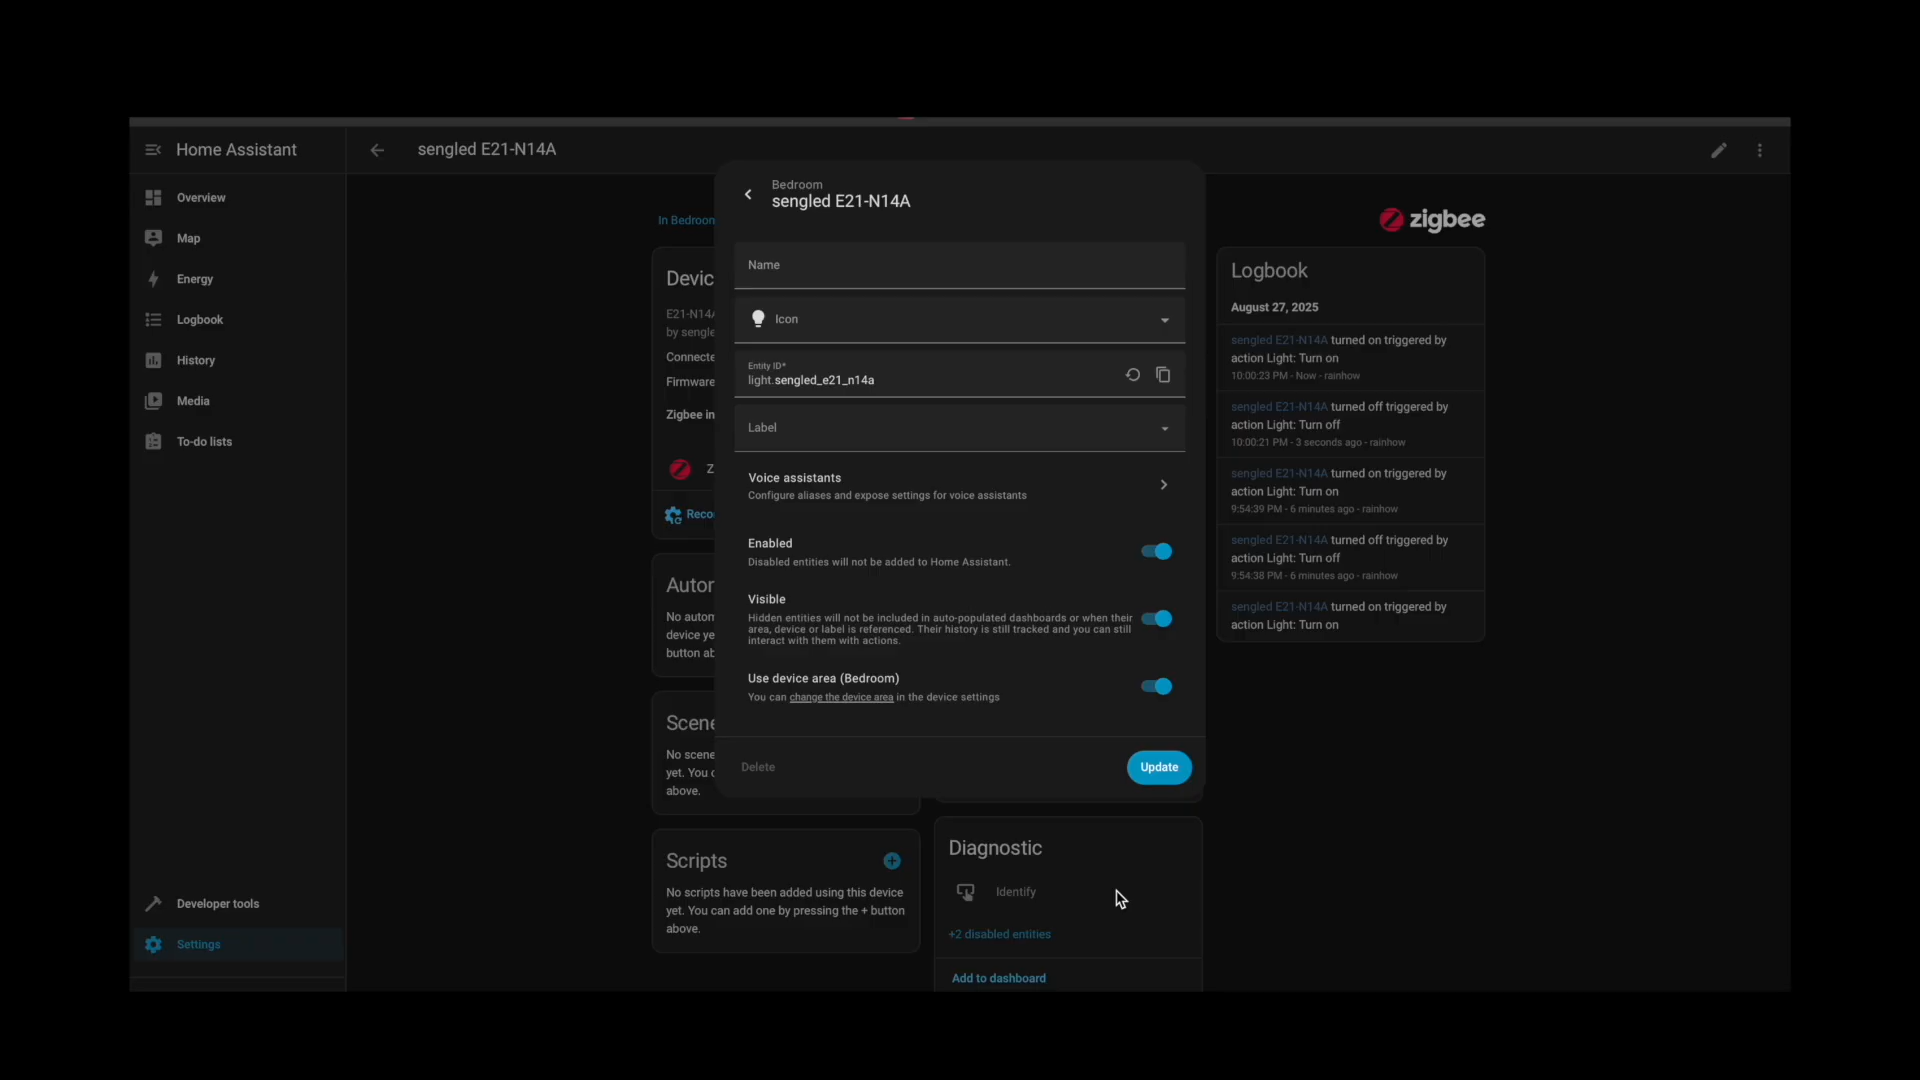 Home Assistant
sengled E21-N14A
Overview
Map
Energy
Logbook
History
Media
To-do lists
Developer tools
Settings
In Bedroom
Devic
E21-N14A
by sengle
Connecte
Firmware
Zigbee in
Z
Reco
Autor
No autom
device ye
button ab
Scene
No scene
yet. You c
above.
Scripts
No scripts have been added using this device
yet. You can add one by pressing the + button
above.
Bedroom
sengled E21-N14A
Name
Icon
Entity ID*
light.sengled_e21_n14a
Label
Voice assistants
Configure aliases and expose settings for voice assistants
Enabled
Disabled entities will not be added to Home Assistant.
Visible
Hidden entities will not be included in auto-populated dashboards or when their
area, device or label is referenced. Their history is still tracked and you can still
interact with them with actions.
Use device area (Bedroom)
You can change the device area in the device settings
Delete
Update
Diagnostic
Identify
+2 disabled entities
Add to dashboard
zigbee
Logbook
August 27, 2025
sengled E21-N14A turned on triggered by
action Light: Turn on
10:00:23 PM - Now - rainhow
sengled E21-N14A turned off triggered by
action Light: Turn off
10:00:21 PM - 3 seconds ago - rainhow
sengled E21-N14A turned on triggered by
action Light: Turn on
9:54:39 PM - 6 minutes ago - rainhow
sengled E21-N14A turned off triggered by
action Light: Turn off
9:54:38 PM - 6 minutes ago - rainhow
sengled E21-N14A turned on triggered by
action Light: Turn on